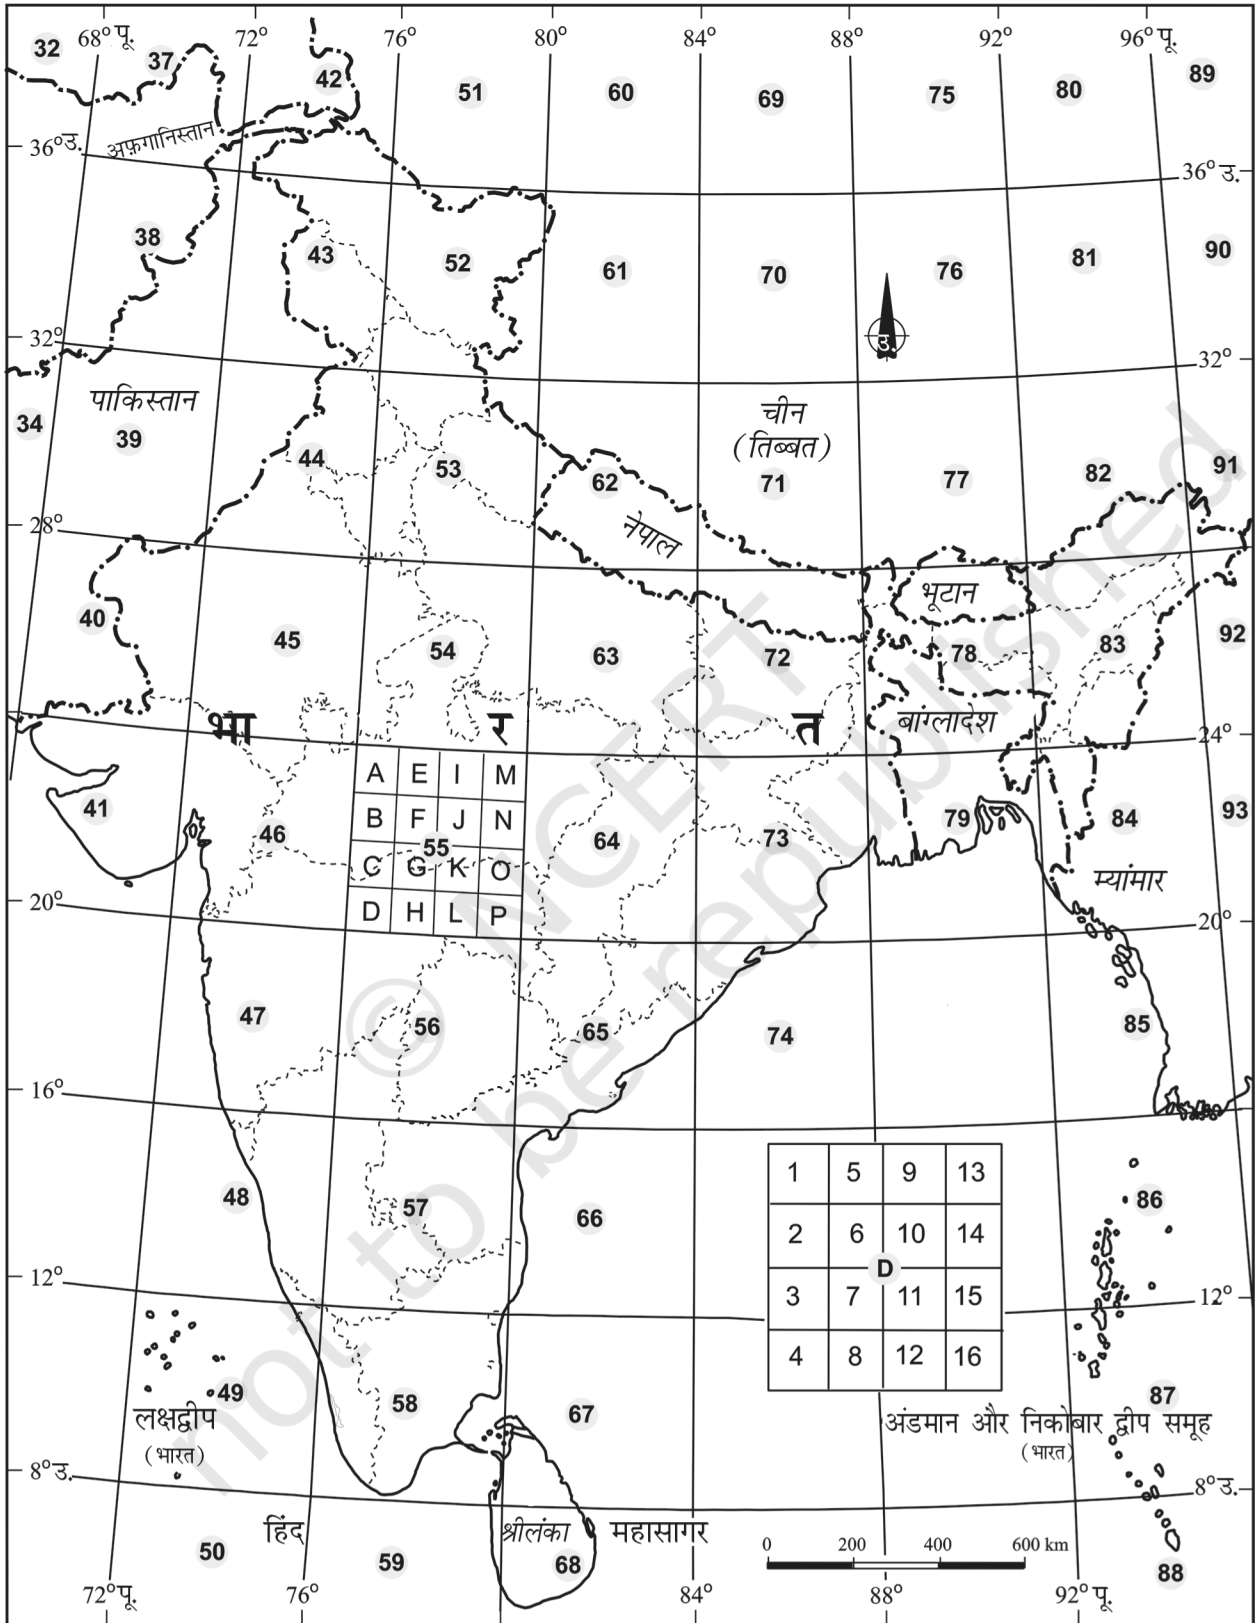 68° पू.
72°
76°
80°
84°
88°
92°
96° पू.
32
37
42
51
60
69
75
80
89
36° उ.
अफ़गानिस्तान
36° उ.
38
43
52
61
70
76
81
90
उ.
32°
32°
पाकिस्तान
चीन
(तिब्बत)
34
39
44
53
62
71
77
82
91
28°
नेपाल
भूटान
40
45
54
63
72
78
83
92
भा र त
बांग्लादेश
24°
A E I M
B F J N
C G K O
D H L P
55
41
46
64
73
79
84
93
म्यांमार
20°
20°
47
56
65
74
85
16°
1 5 9 13
2 6 10 14
3 7 11 15
4 8 12 16
D
48
57
66
86
12°
12°
49
58
67
87
लक्षद्वीप
(भारत)
अंडमान और निकोबार द्वीप समूह
(भारत)
8° उ.
8° उ.
हिंद
श्रीलंका
महासागर
50
59
68
88
0 200 400 600 km
72° पू.
76°
84°
88°
92° पू.
© NCERT
not to be republished